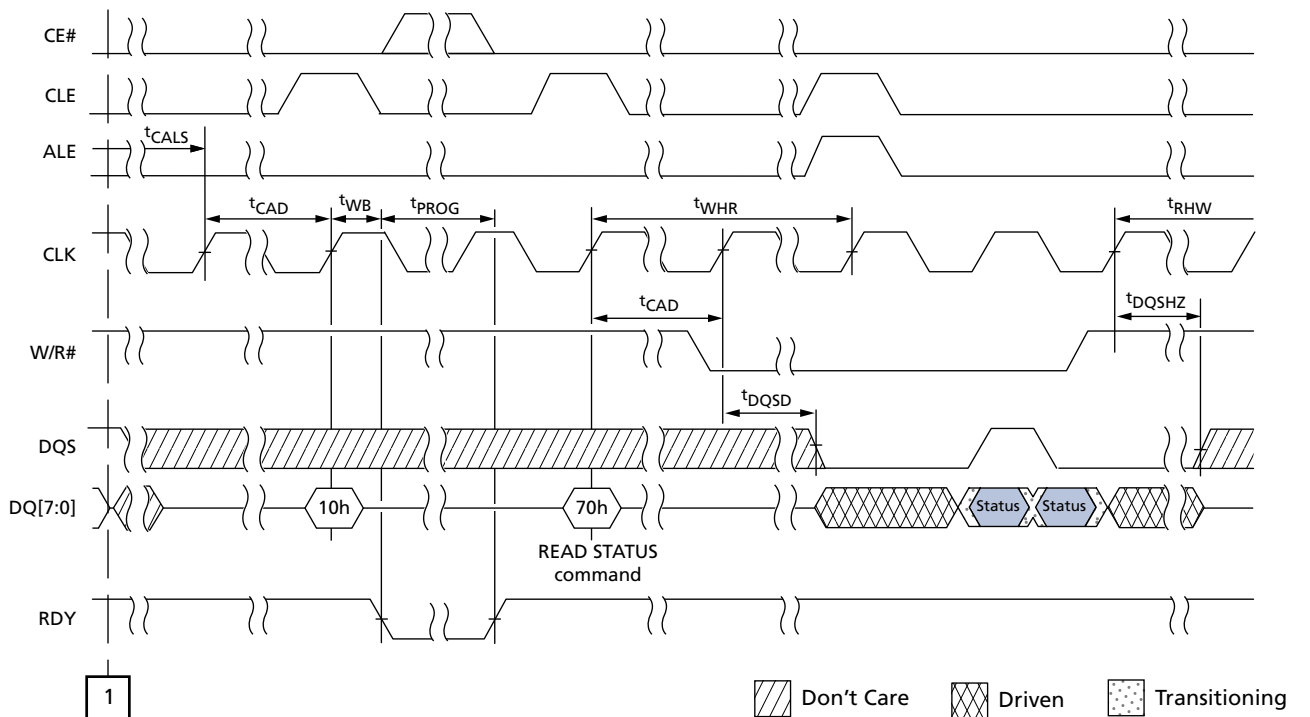 CE#
CLE
tCALS
ALE
tCAD
tWB
tPROG
tWHR
tRHW
CLK
tCAD
tDQSHZ
W/R#
tDQSD
DQS
DQ[7:0]
10h
70h
Status
Status
READ STATUS
command
RDY
1
Don't Care
Driven
Transitioning